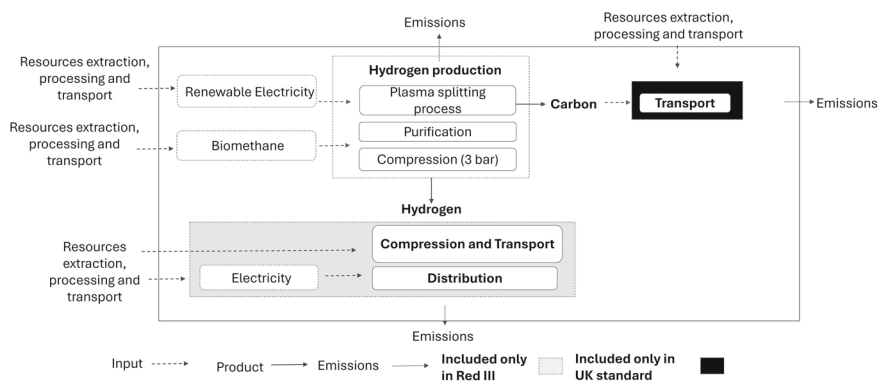 Emissions
Resources extraction,
processing and transport
Resources extraction,
processing and
transport
Hydrogen production
Renewable Electricity
Plasma splitting
process
Carbon
Transport
Emissions
Resources extraction,
processing and
transport
Biomethane
Purification
Compression (3 bar)
Hydrogen
Compression and Transport
Resources
extraction,
processing and
transport
Electricity
Distribution
Emissions
Input
Product
Emissions
Included only
in Red III
Included only in
UK standard